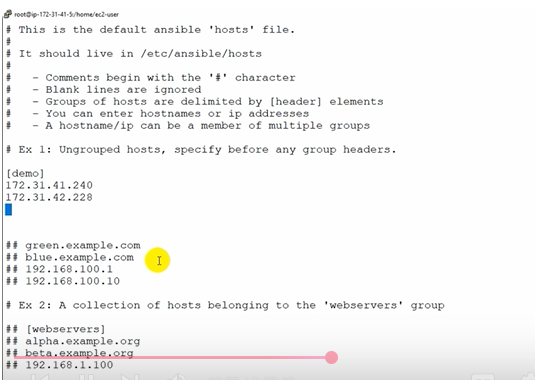 root@ip-172-31-41-5:/home/ec2-user
# This is the default ansible 'hosts' file.
#
# It should live in /etc/ansible/hosts
#
#   - Comments begin with the '#' character
#   - Blank lines are ignored
#   - Groups of hosts are delimited by [header] elements
#   - You can enter hostnames or ip addresses
#   - A hostname/ip can be a member of multiple groups
# Ex 1: Ungrouped hosts, specify before any group headers.
[demo]
172.31.41.240
172.31.42.228
## green.example.com
## blue.example.com
## 192.168.100.1
## 192.168.100.10
# Ex 2: A collection of hosts belonging to the 'webservers' group
## [webservers]
## alpha.example.org
## beta.example.org
## 192.168.1.100